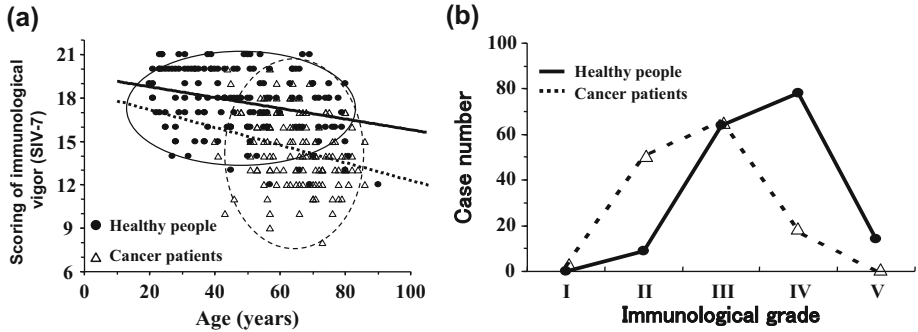 (a)
21
18
15
12
9
6
Scoring of immunological
vigor (SIV-7)
Healthy people
Cancer patients
0 20 40 60 80 100
Age (years)
(b)
100
80
60
40
20
0
Case number
Healthy people
Cancer patients
I II III IV V
Immunological grade